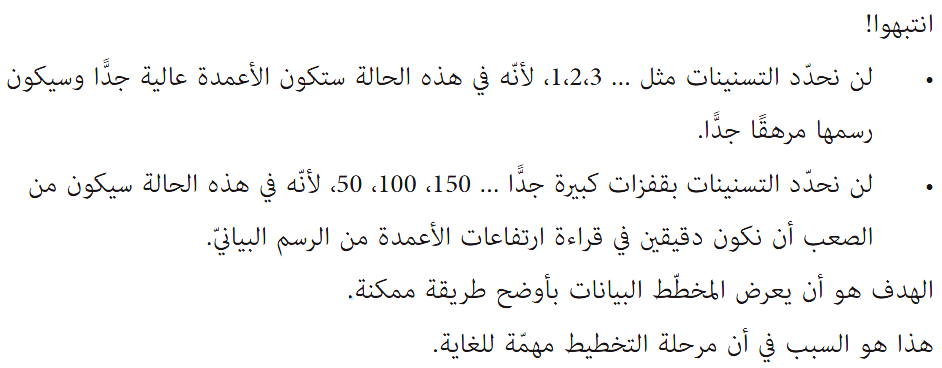 انتبهوا!
• لن نحدّد التسنينات مثل ... 1،2،3، لأنّه في هذه الحالة ستكون الأعمدة عالية جدًّا وسيكون
رسمها مرهقًا جدًّا.
• لن نحدّد التسنينات بقفزات كبيرة جدًّا ... 150، 100، 50، لأنّه في هذه الحالة سيكون من
الصعب أن نكون دقيقين في قراءة ارتفاعات الأعمدة من الرسم البيانيّ.
الهدف هو أن يعرض المخطّط البيانات بأوضح طريقة ممكنة.
هذا هو السبب في أن مرحلة التخطيط مهمّة للغاية.